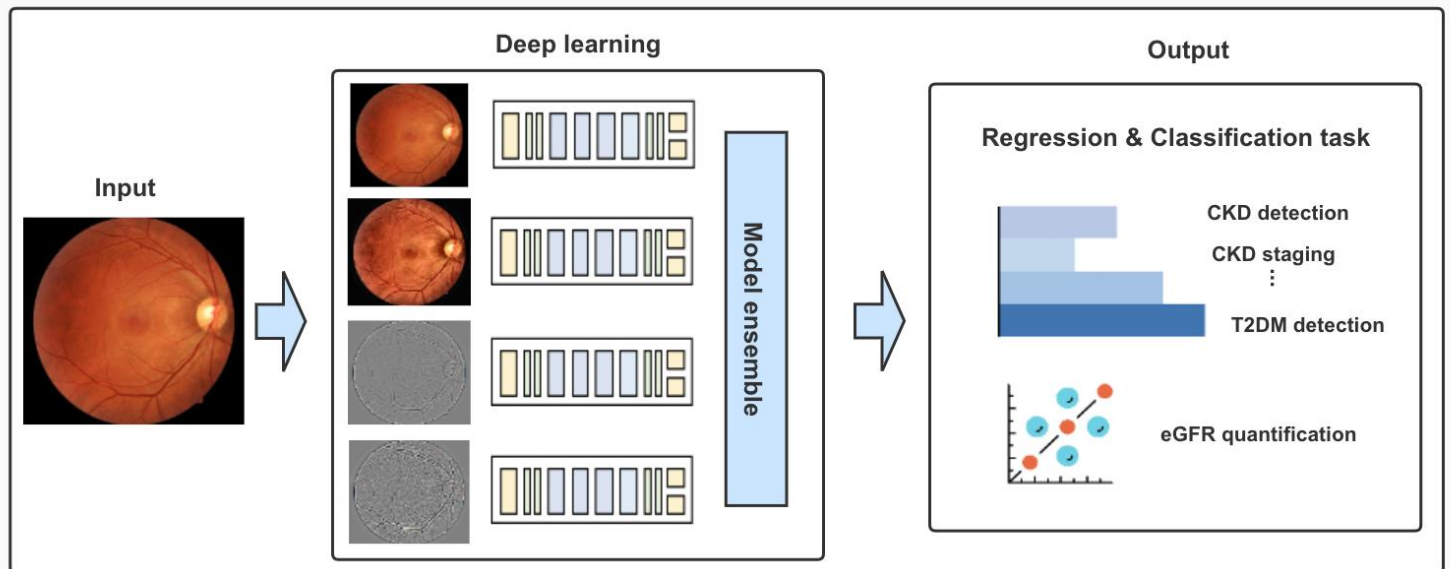 Deep learning
Output
Input
Model ensemble
Regression & Classification task
CKD detection
CKD staging
⋮
T2DM detection
eGFR quantification